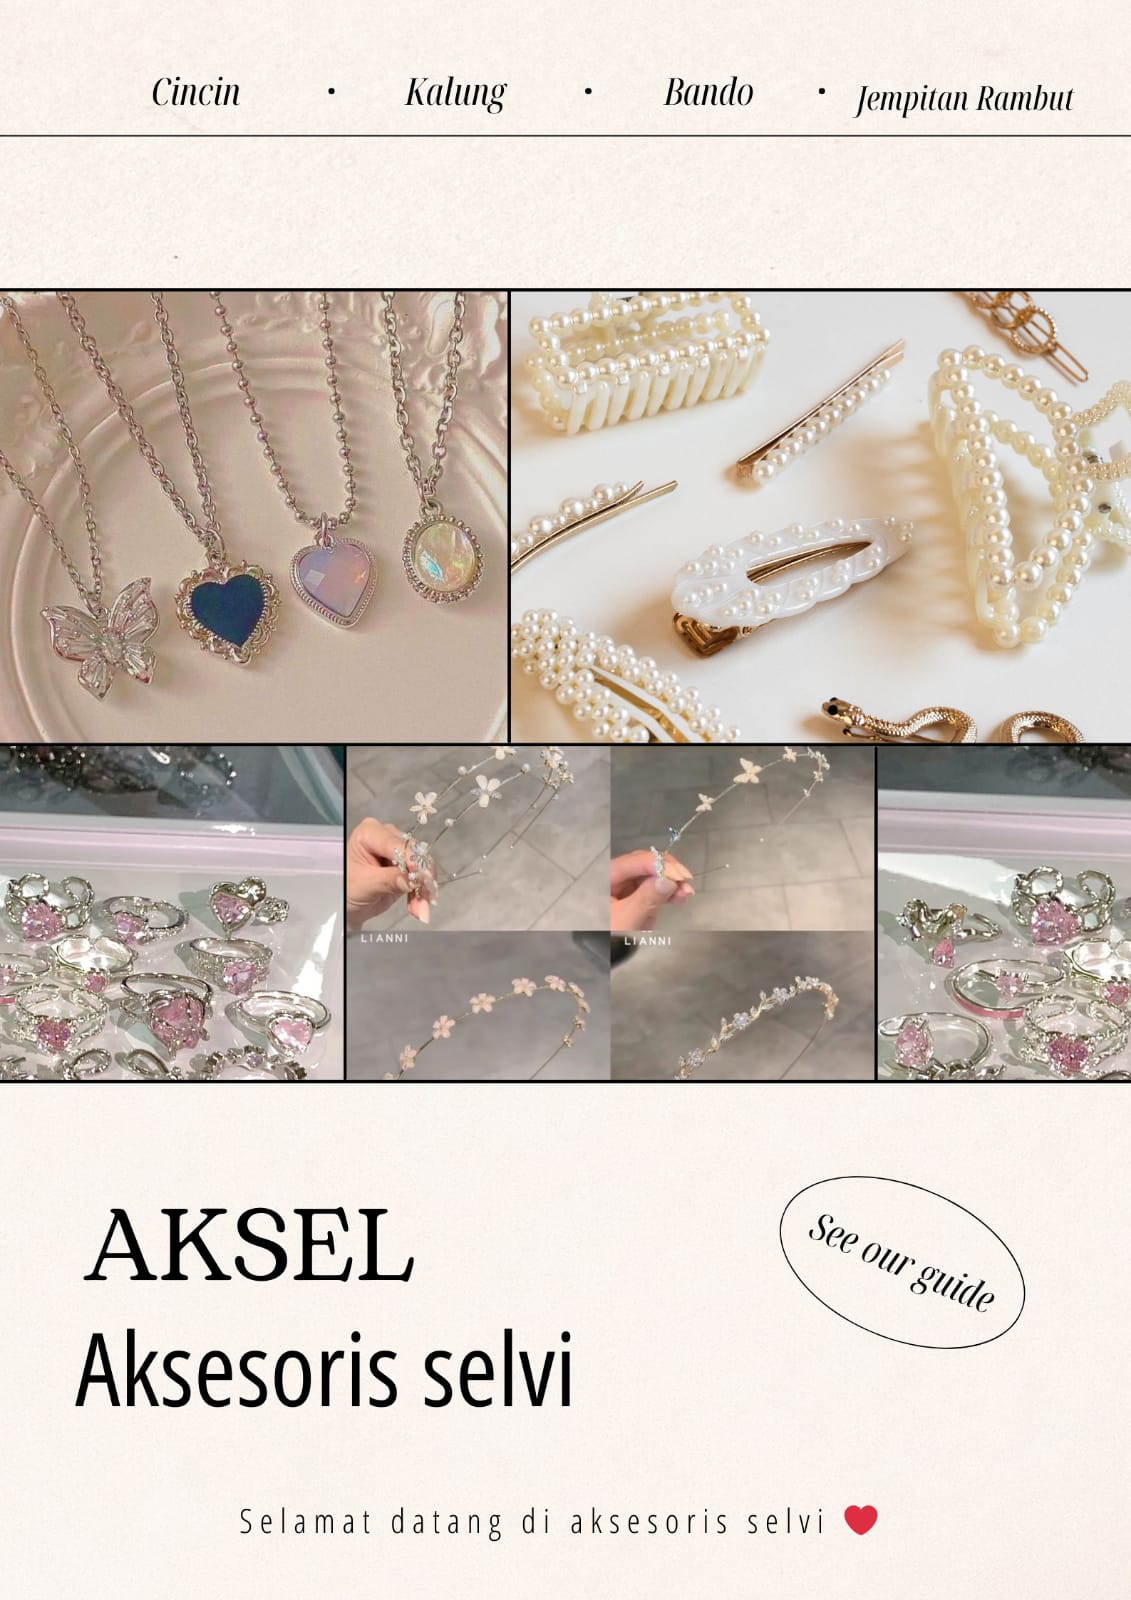 Cincin • Kalung • Bando • Jempitan Rambut
LIANNI
LIANNI
AKSEL
See our guide
Aksesoris selvi
Selamat datang di aksesoris selvi ❤️